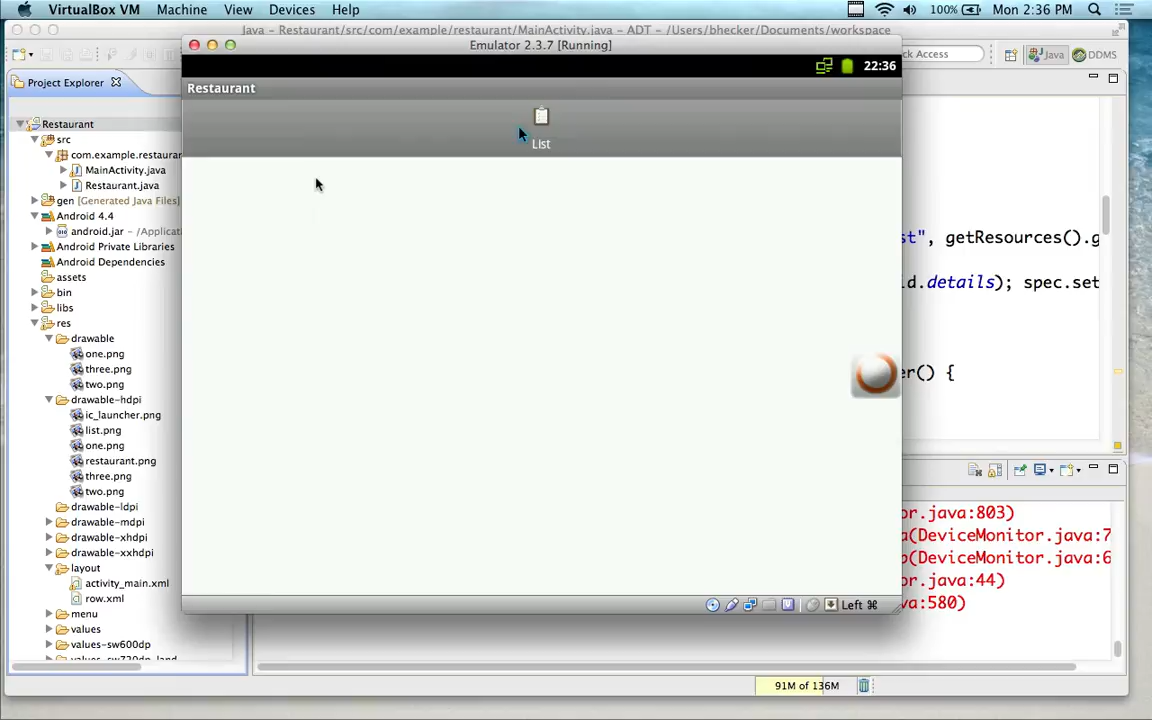 VirtualBox VM Machine View Devices Help 100% Mon 2:36 PM
Java – Restaurant/src/com/example/restaurant/MainActivity.java – ADT – /Users/bhecker/Documents/workspace
Emulator 2.3.7 [Running]
ck Access
Java
DDMS
Project Explorer
22:36
Restaurant
List
Restaurant
src
com.example.restauran
MainActivity.java
Restaurant.java
gen [Generated Java Files]
Android 4.4
android.jar – /Applicati
Android Private Libraries
Android Dependencies
assets
bin
libs
res
drawable
one.png
three.png
two.png
drawable-hdpi
ic_launcher.png
list.png
one.png
restaurant.png
three.png
two.png
drawable-ldpi
drawable-mdpi
drawable-xhdpi
drawable-xxhdpi
layout
activity_main.xml
row.xml
menu
values
values-sw600dp
values-sw720dp-land
st", getResources().g
d.details); spec.set
er() {
or.java:803)
a(DeviceMonitor.java:7
p(DeviceMonitor.java:6
or.java:44)
va:580)
Left ⌘
91M of 136M